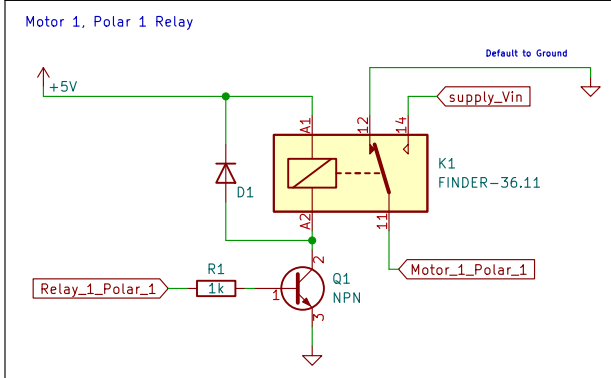 Motor 1, Polar 1 Relay
Default to Ground
+5V
supply_Vin
A1
12
14
K1
FINDER-36.11
D1
A2
11
Motor_1_Polar_1
R1
1k
Relay_1_Polar_1
2
Q1
NPN
1
3